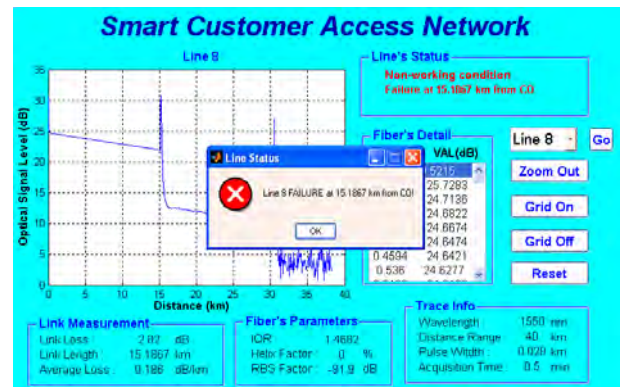 Smart Customer Access Network
Line 8
Line's Status
Non-working condition
Failure at 15.1867 km from CO.
Optical Signal Level (dB)
35
30
25
20
15
10
5
0
0 5 10 15 20 25 30 35 40
Distance (km)
Fiber's Detail
VAL(dB)
25.7283
24.7136
24.6822
24.6674
24.6474
0.4594 24.6421
0.536 24.6277
Line Status
Line 8 FAILURE at 15.1867 km from CO!
OK
Line 8
Go
Zoom Out
Grid On
Grid Off
Reset
Link Measurement
Link Loss : 2.82 dB
Link Length : 15.1867 km
Average Loss : 0.186 dB/km
Fiber's Parameters
IOR : 1.4682
Helix Factor : 0 %
RBS Factor : -81.9 dB
Trace Info
Wavelength : 1550 nm
Distance Range : 40 km
Pulse Witdth : 0.020 km
Acquisition Time : 0.5 min